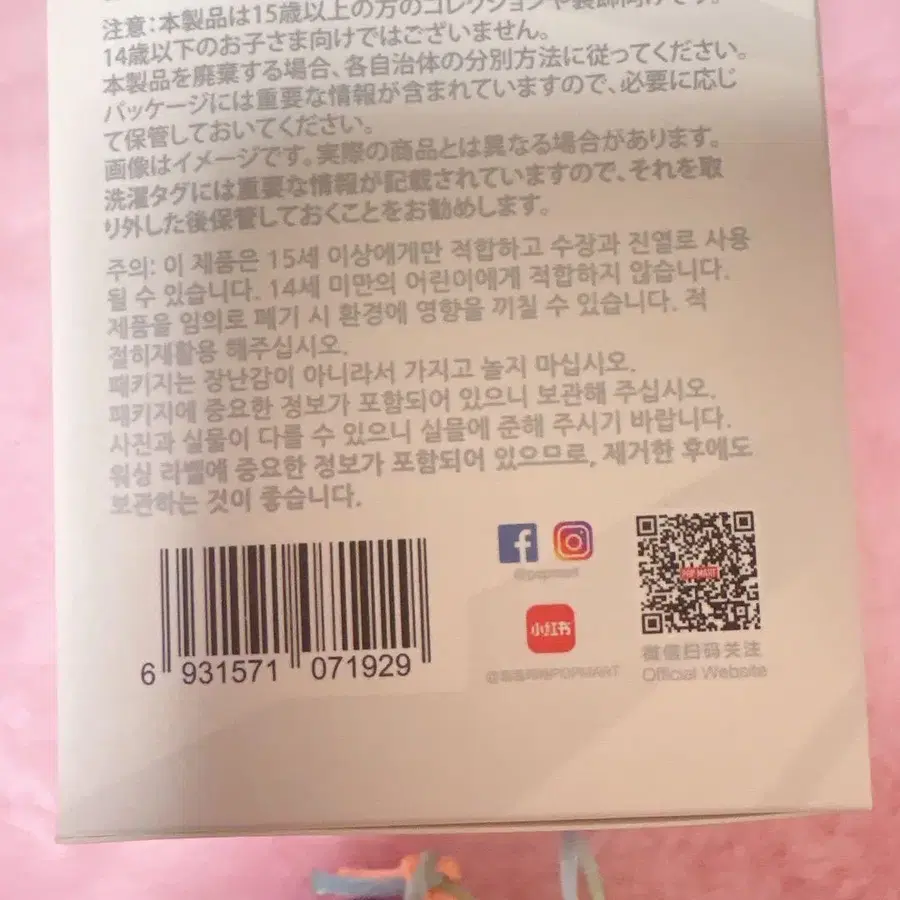 注意：本製品は15歳以上の方のコレクションや装飾向けです。
14歳以下のお子さま向けではございません。
本製品を廃棄する場合、各自治体の分別方法に従ってください。
パッケージには重要な情報が含まれていますので、必要に応じ
て保管しておいてください。
画像はイメージです。実際の商品とは異なる場合があります。
洗濯タグには重要な情報が記載されていますので、それを取
り外した後保管しておくことをお勧めします。
주의: 이 제품은 15세 이상에게만 적합하고 수장과 진열로 사용
될 수 있습니다. 14세 미만의 어린이에게 적합하지 않습니다.
제품을 임의로 폐기 시 환경에 영향을 끼칠 수 있습니다. 적
절히재활용 해주십시오.
패키지는 장난감이 아니라서 가지고 놀지 마십시오.
패키지에 중요한 정보가 포함되어 있으니 보관해 주십시오.
사진과 실물이 다를 수 있으니 실물에 준해 주시기 바랍니다.
워싱 라벨에 중요한 정보가 포함되어 있으므로, 제거한 후에도
보관하는 것이 좋습니다.
@popmart
POP MART
小红书
微信扫码关注
Official Website
6 931571 071929